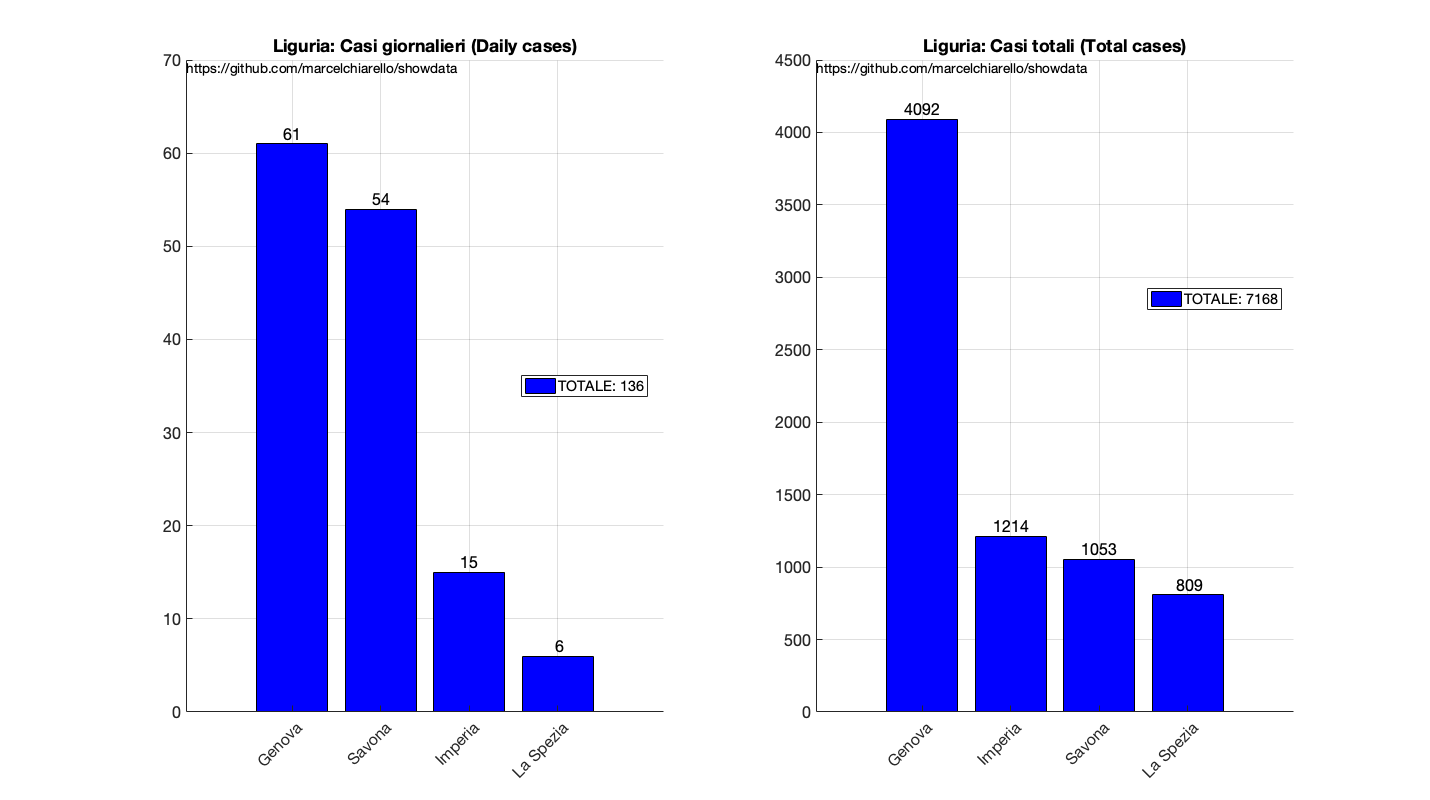 Liguria: Casi giornalieri (Daily cases)
https://github.com/marcelchiarello/showdata
70
60
50
40
30
20
10
0
61
54
15
6
TOTALE: 136
Genova
Savona
Imperia
La Spezia
Liguria: Casi totali (Total cases)
https://github.com/marcelchiarello/showdata
4500
4000
3500
3000
2500
2000
1500
1000
500
0
4092
1214
1053
809
TOTALE: 7168
Genova
Imperia
Savona
La Spezia